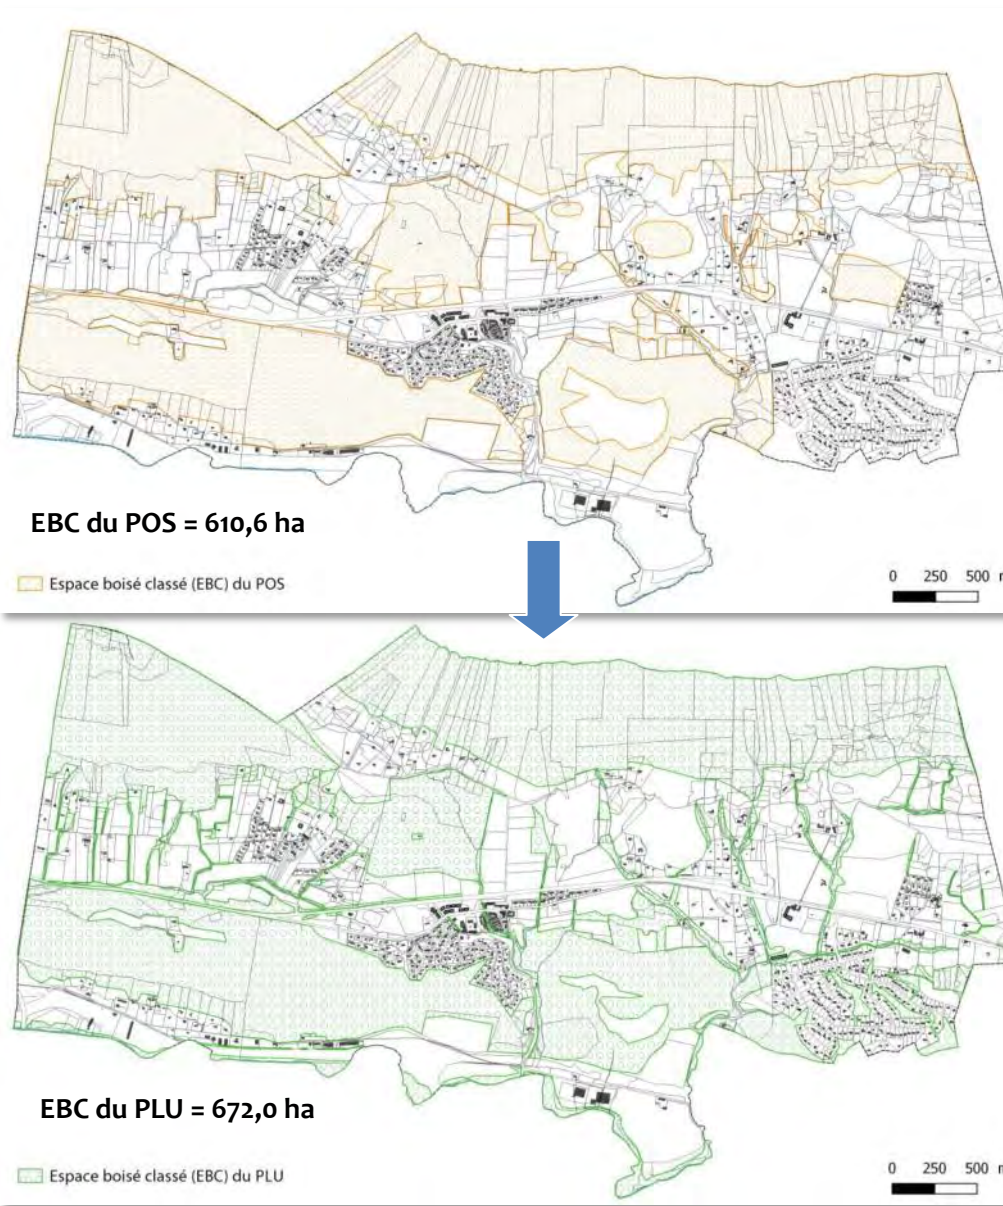 EBC du POS = 610,6 ha
Espace boisé classé (EBC) du POS
0 250 500 m
EBC du PLU = 672,0 ha
Espace boisé classé (EBC) du PLU
0 250 500 m